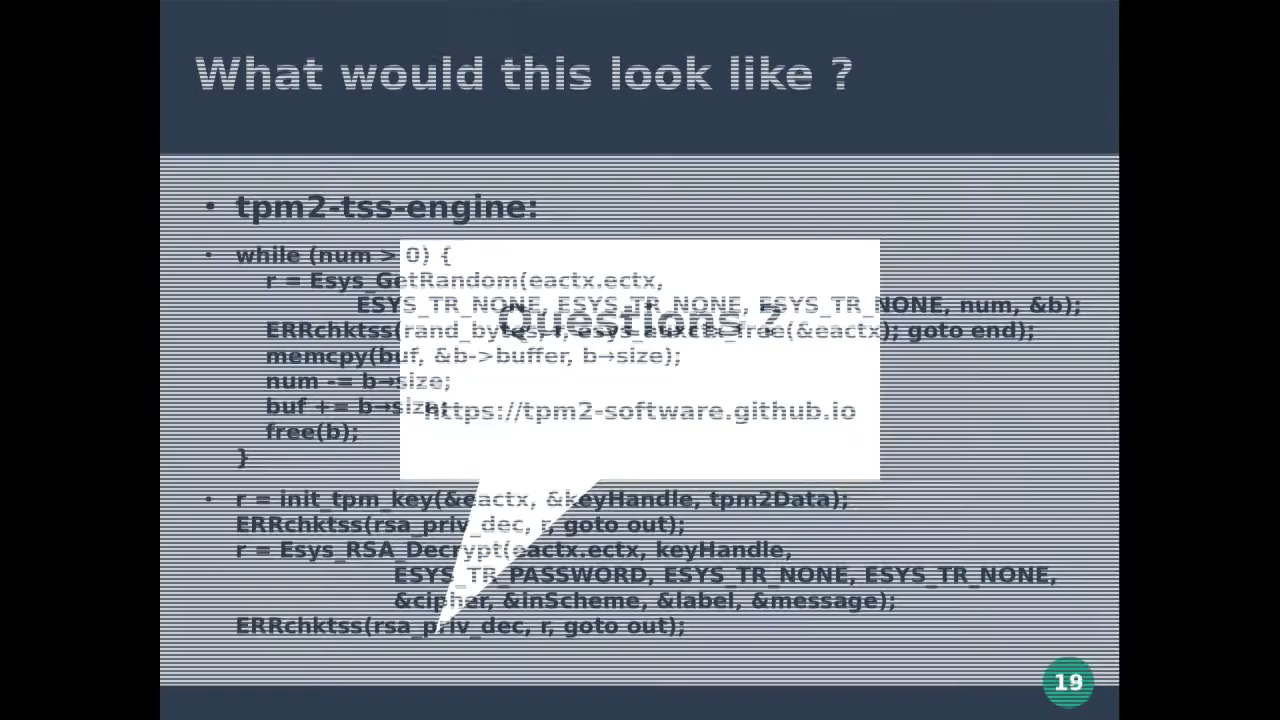 What would this look like ?
• tpm2-tss-engine:
• while (num > 0) {
r = Esys_GetRandom(eactx.ectx,
ESYS_TR_NONE, ESYS_TR_NONE, ESYS_TR_NONE, num, &b);
Questions ?
ERRchktss(rand_bytes, r, esys_auxctx_free(&eactx); goto end);
memcpy(buf, &b->buffer, b→size);
num -= b→size;
buf += b→size;
https://tpm2-software.github.io
free(b);
}
• r = init_tpm_key(&eactx, &keyHandle, tpm2Data);
ERRchktss(rsa_priv_dec, r, goto out);
r = Esys_RSA_Decrypt(eactx.ectx, keyHandle,
ESYS_TR_PASSWORD, ESYS_TR_NONE, ESYS_TR_NONE,
&cipher, &inScheme, &label, &message);
ERRchktss(rsa_priv_dec, r, goto out);
19